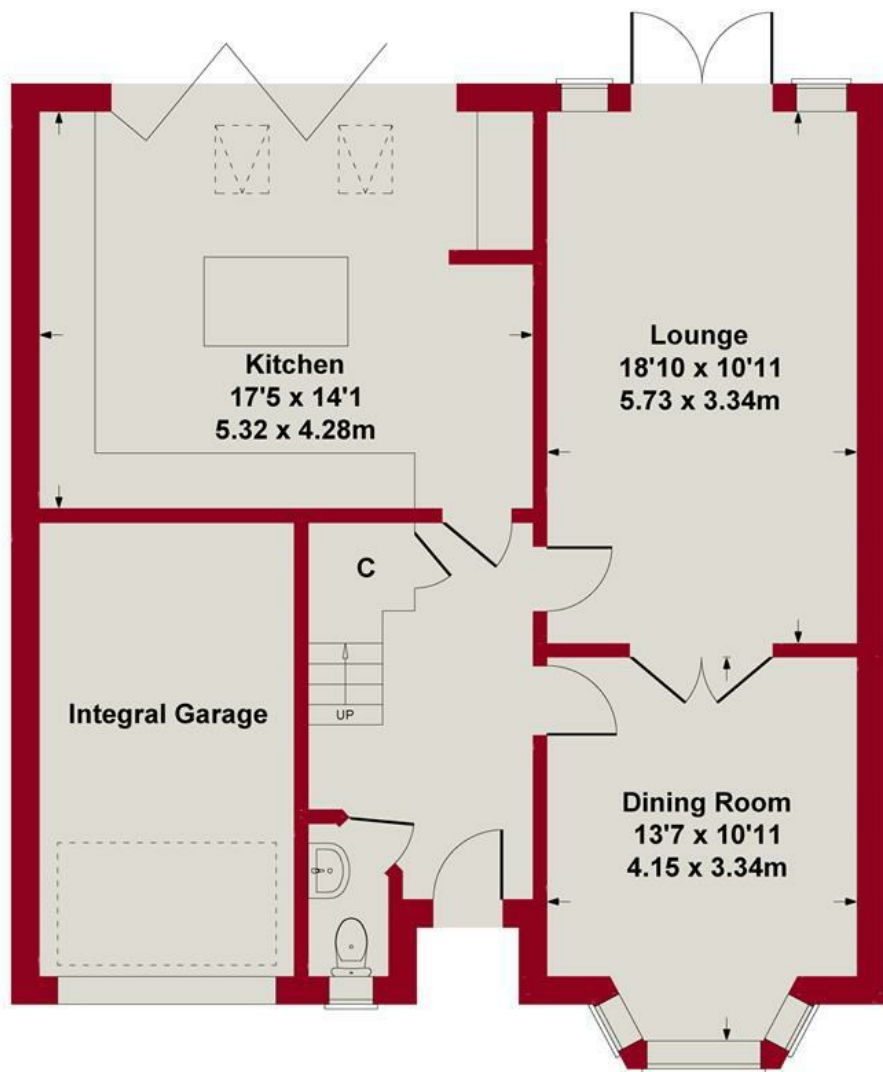 Kitchen
17'5 x 14'1
5.32 x 4.28m
Lounge
18'10 x 10'11
5.73 x 3.34m
C
UP
Integral Garage
Dining Room
13'7 x 10'11
4.15 x 3.34m